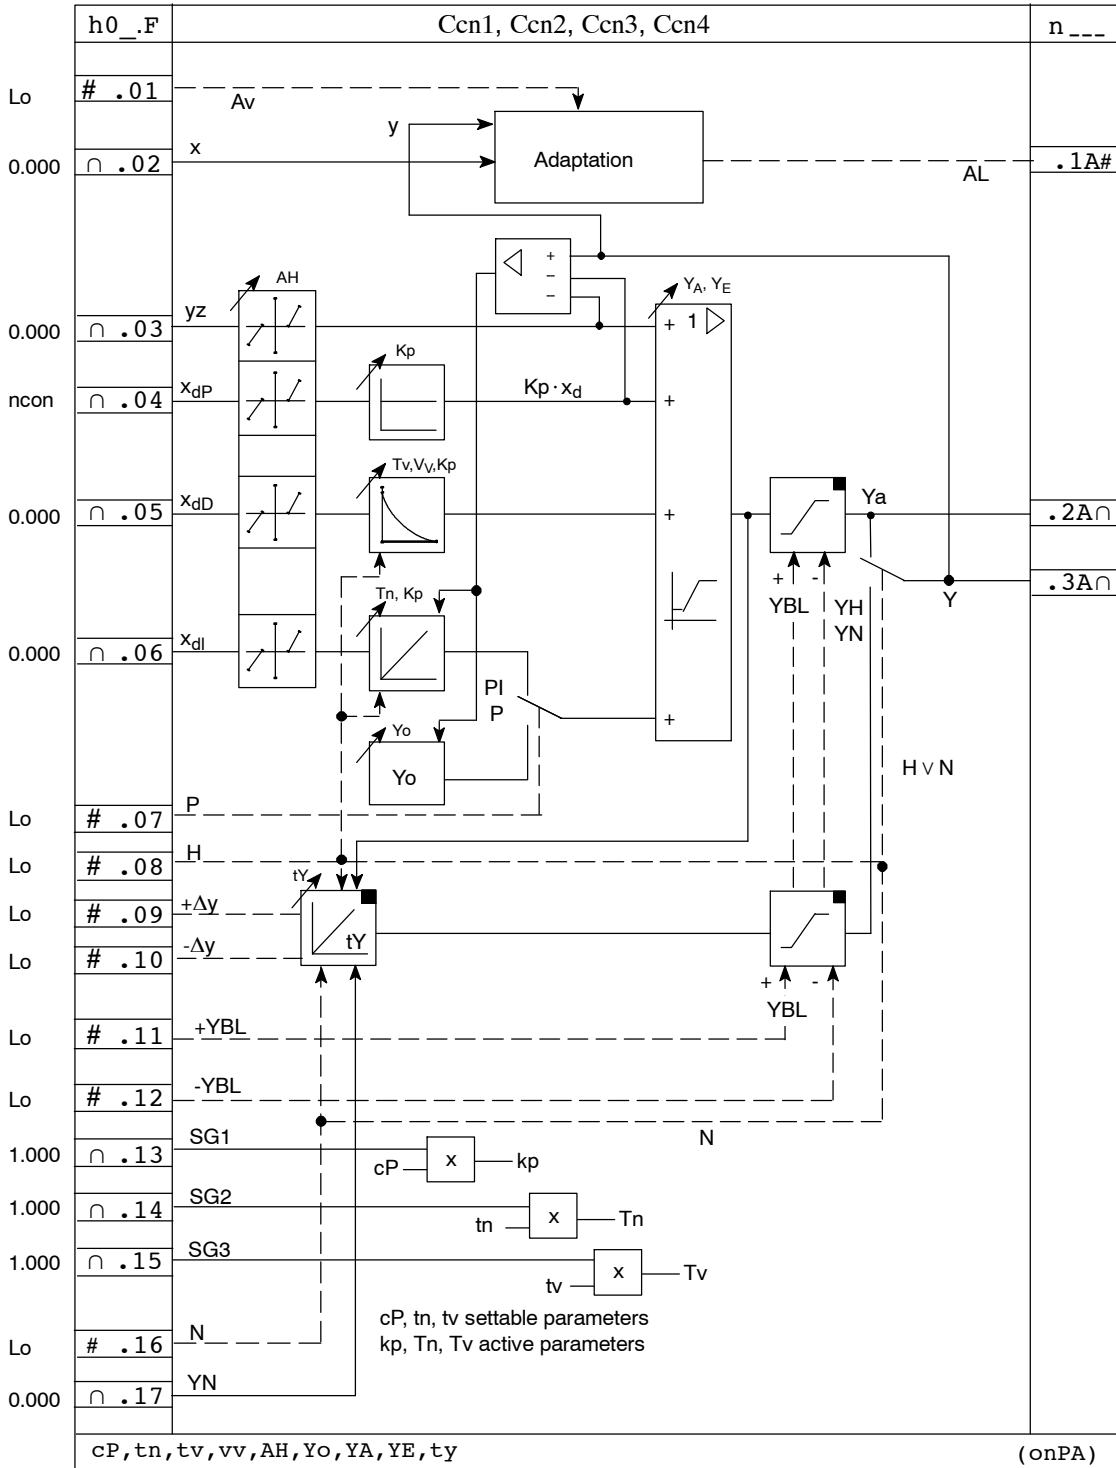 h0_.F Ccn1, Ccn2, Ccn3, Ccn4 n___
Lo # .01 Av
y
0.000 ∩ .02 x Adaptation AL .1A#
+
−
−
AH
Y_A, Y_E
0.000 ∩ .03 yz + 1
Kp
ncon ∩ .04 x_dP Kp · x_d +
Tv,V_V,Kp
0.000 ∩ .05 x_dD + Ya .2A∩
+ -
YBL YH
YN
Y .3A∩
Tn, Kp
0.000 ∩ .06 x_dI
PI
P +
Yo
Yo
H ∨ N
Lo # .07 P
Lo # .08 H
tY
Lo # .09 +Δy
tY
Lo # .10 -Δy
+ -
YBL
Lo # .11 +YBL
Lo # .12 -YBL
N
1.000 ∩ .13 SG1
cP x kp
1.000 ∩ .14 SG2
tn x Tn
1.000 ∩ .15 SG3
tv x Tv
cP, tn, tv settable parameters
kp, Tn, Tv active parameters
Lo # .16 N
0.000 ∩ .17 YN
cP,tn,tv,vv,AH,Yo,YA,YE,ty (onPA)